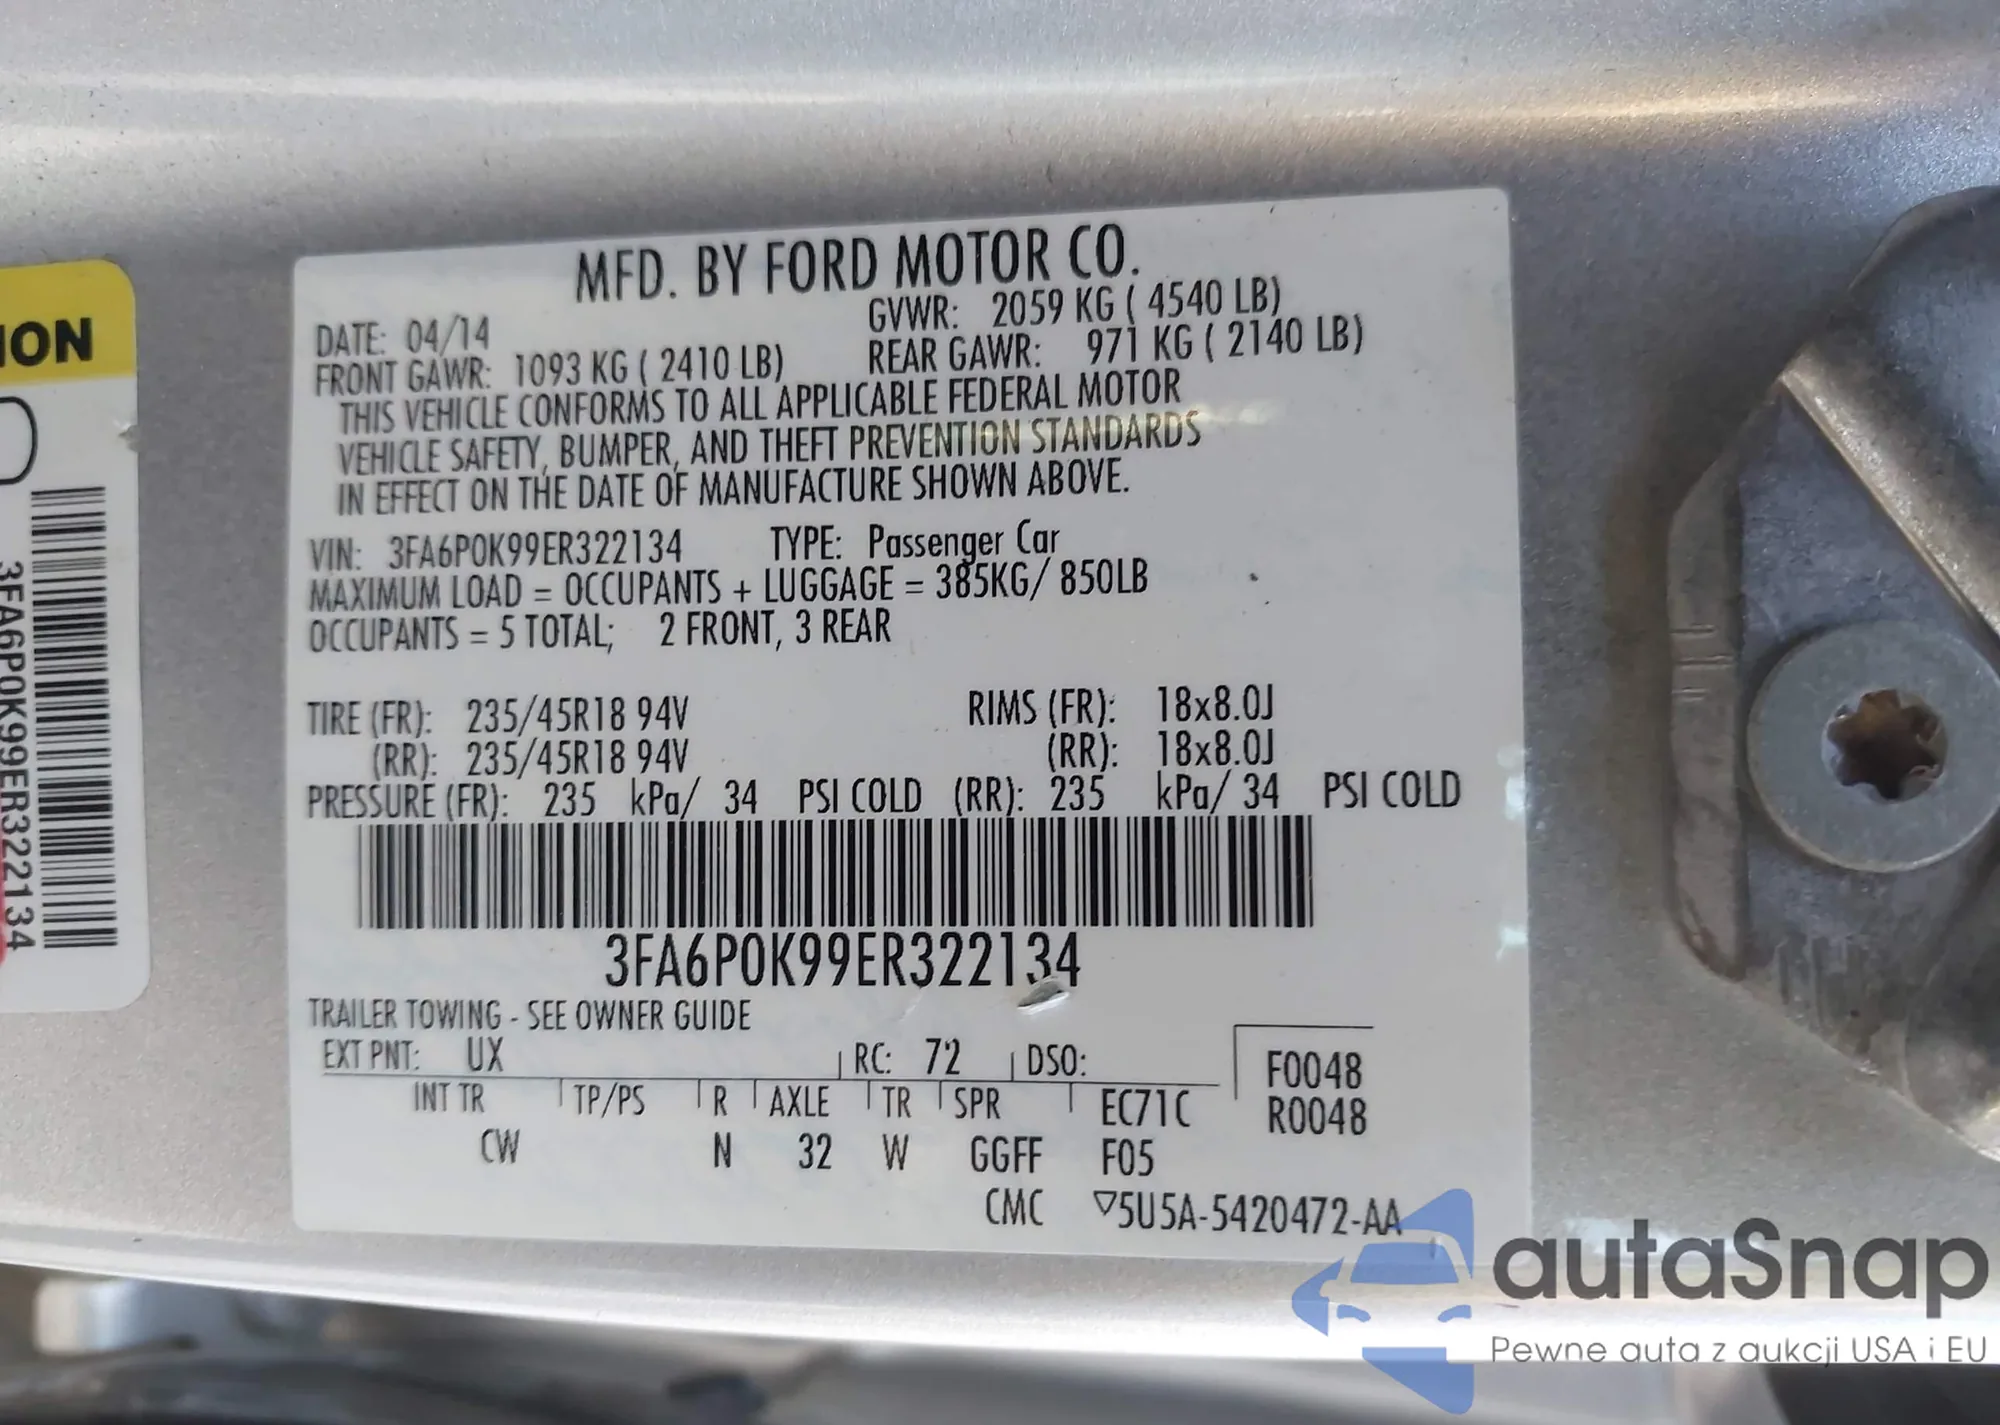 MFD. BY FORD MOTOR CO.
DATE: 04/14 GVWR: 2059 KG ( 4540 LB)
FRONT GAWR: 1093 KG ( 2410 LB) REAR GAWR: 971 KG ( 2140 LB)
THIS VEHICLE CONFORMS TO ALL APPLICABLE FEDERAL MOTOR
VEHICLE SAFETY, BUMPER, AND THEFT PREVENTION STANDARDS
IN EFFECT ON THE DATE OF MANUFACTURE SHOWN ABOVE.
VIN: 3FA6P0K99ER322134 TYPE: Passenger Car
MAXIMUM LOAD = OCCUPANTS + LUGGAGE = 385KG/ 850LB
OCCUPANTS = 5 TOTAL; 2 FRONT, 3 REAR
TIRE (FR): 235/45R18 94V RIMS (FR): 18x8.0J
(RR): 235/45R18 94V (RR): 18x8.0J
PRESSURE (FR): 235 kPa/ 34 PSI COLD (RR): 235 kPa/ 34 PSI COLD
3FA6P0K99ER322134
TRAILER TOWING - SEE OWNER GUIDE
EXT PNT: UX RC: 72 DSO: F0048
INT TR TP/PS R AXLE TR SPR EC71C R0048
CW N 32 W GGFF F05
CMC ▽5U5A-5420472-AA
ION
3FA6P0K99ER322134
autaSnap
Pewne auta z aukcji USA i EU